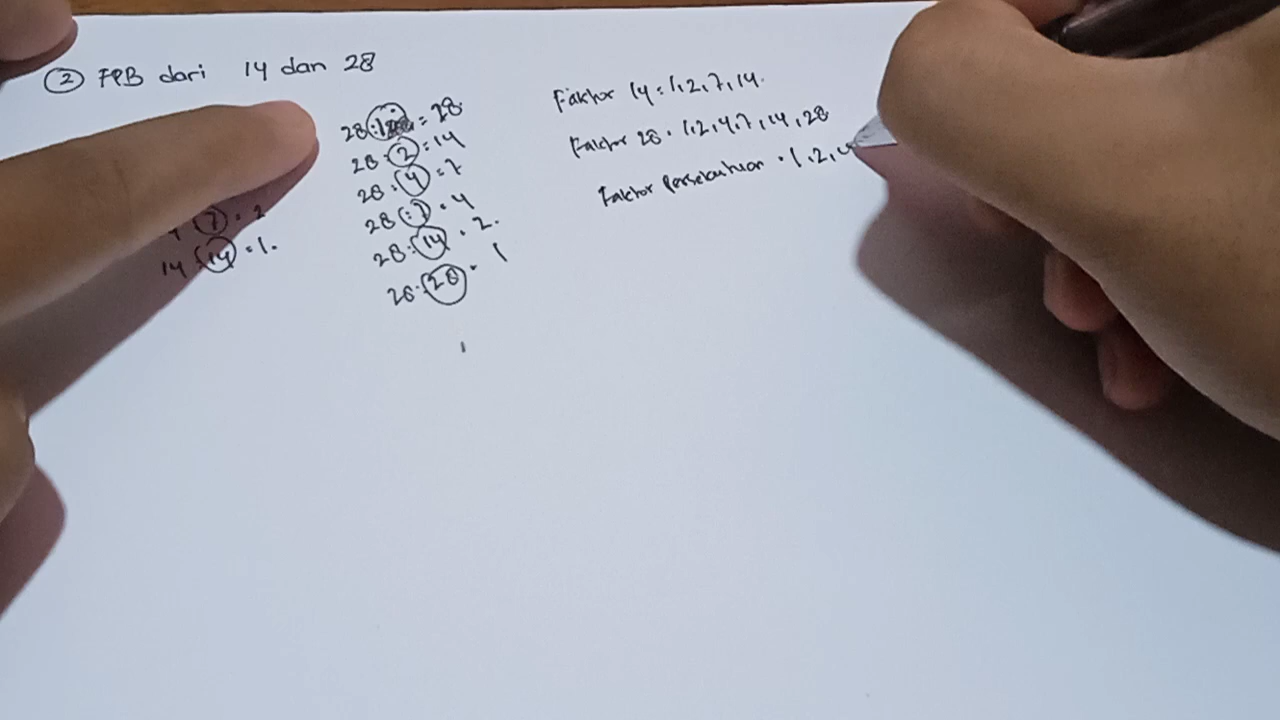 ② FPB dari 14 dan 28
28 : 1 = 28.
28 : 2 = 14
28 : 4 = 7
28 : 7 = 4
28 : 14 = 2.
28 : 28 = 1
7 = 2
14 : 14 = 1.
Faktor 14 = 1, 2, 7, 14.
Faktor 28 = 1, 2, 4, 7, 14, 28
Faktor Persekutuan = 1, 2,